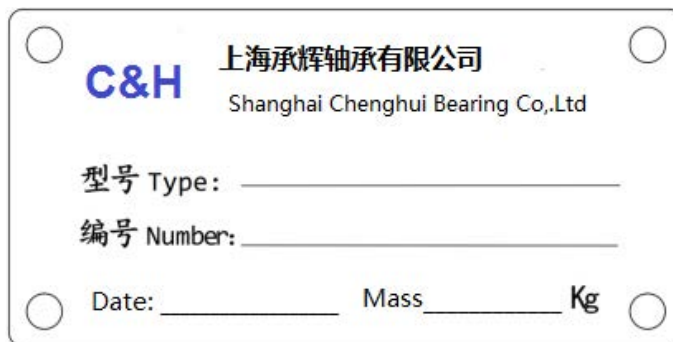 C&H
上海承辉轴承有限公司
Shanghai Chenghui Bearing Co,.Ltd
型号 Type:
编号 Number:
Date: Mass Kg